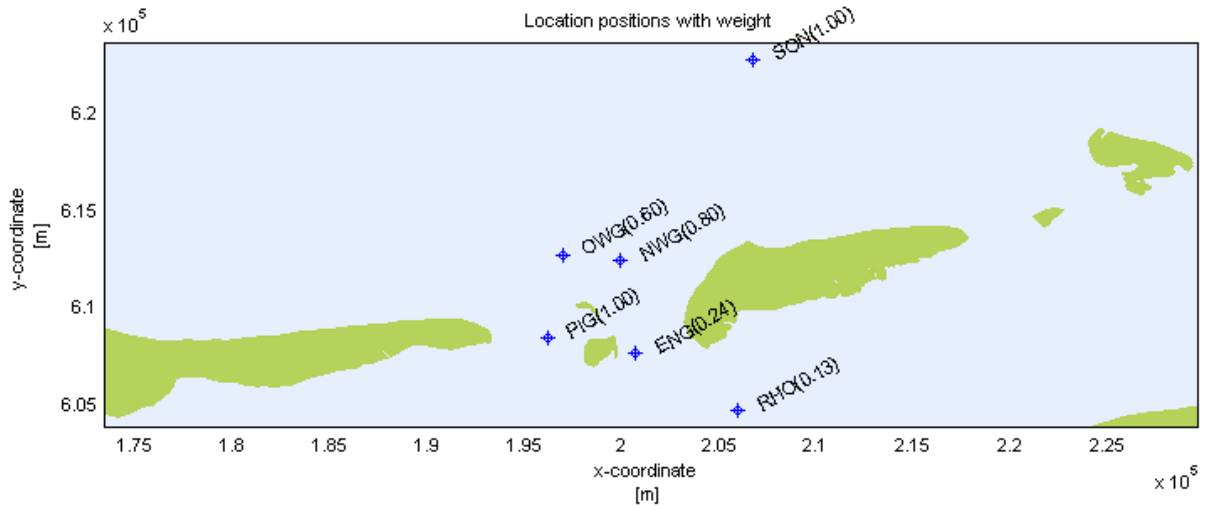 Location positions with weight
x 10^5
y-coordinate
[m]
6.2
6.15
6.1
6.05
SON(1.00)
OWG(0.60)
NWG(0.80)
PIG(1.00)
ENG(0.24)
RHO(0.13)
1.75
1.8
1.85
1.9
1.95
2
2.05
2.1
2.15
2.2
2.25
x-coordinate
[m]
x 10^5